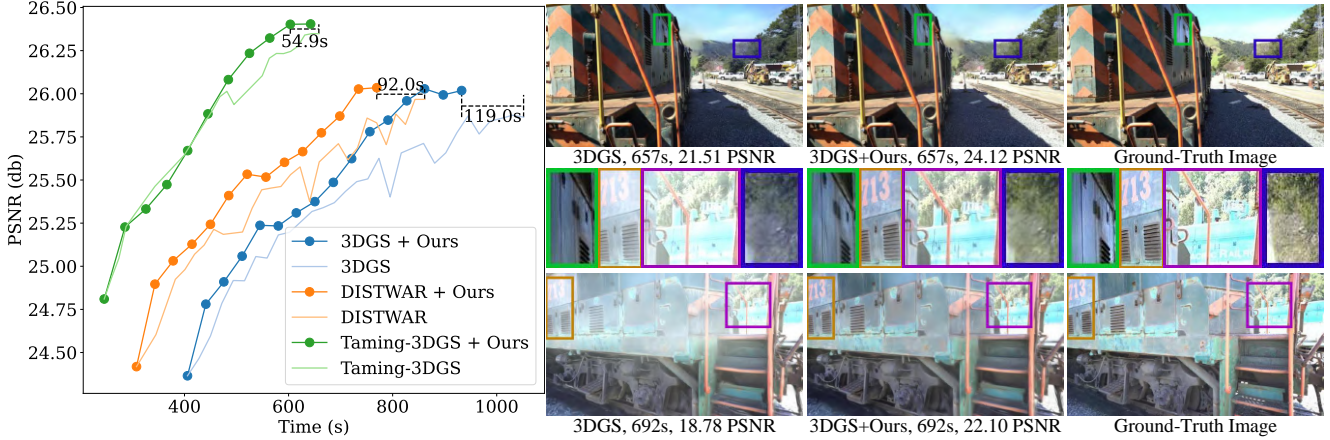 26.50
26.25
26.00
25.75
25.50
25.25
25.00
24.75
24.50
PSNR (db)
400
600
800
1000
Time (s)
54.9s
92.0s
119.0s
3DGS + Ours
3DGS
DISTWAR + Ours
DISTWAR
Taming-3DGS + Ours
Taming-3DGS
3DGS, 657s, 21.51 PSNR
3DGS+Ours, 657s, 24.12 PSNR
Ground-Truth Image
713
713
713
3DGS, 692s, 18.78 PSNR
3DGS+Ours, 692s, 22.10 PSNR
Ground-Truth Image